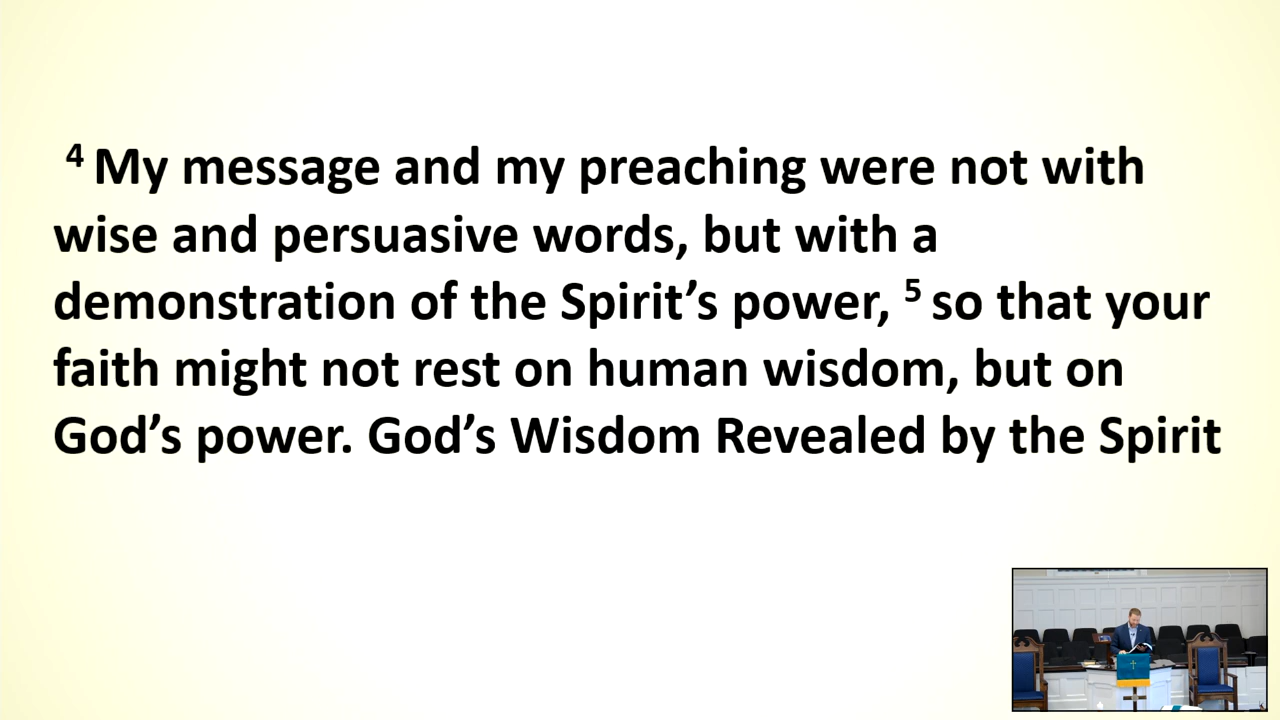 4 My message and my preaching were not with
wise and persuasive words, but with a
demonstration of the Spirit’s power, 5 so that your
faith might not rest on human wisdom, but on
God’s power. God’s Wisdom Revealed by the Spirit